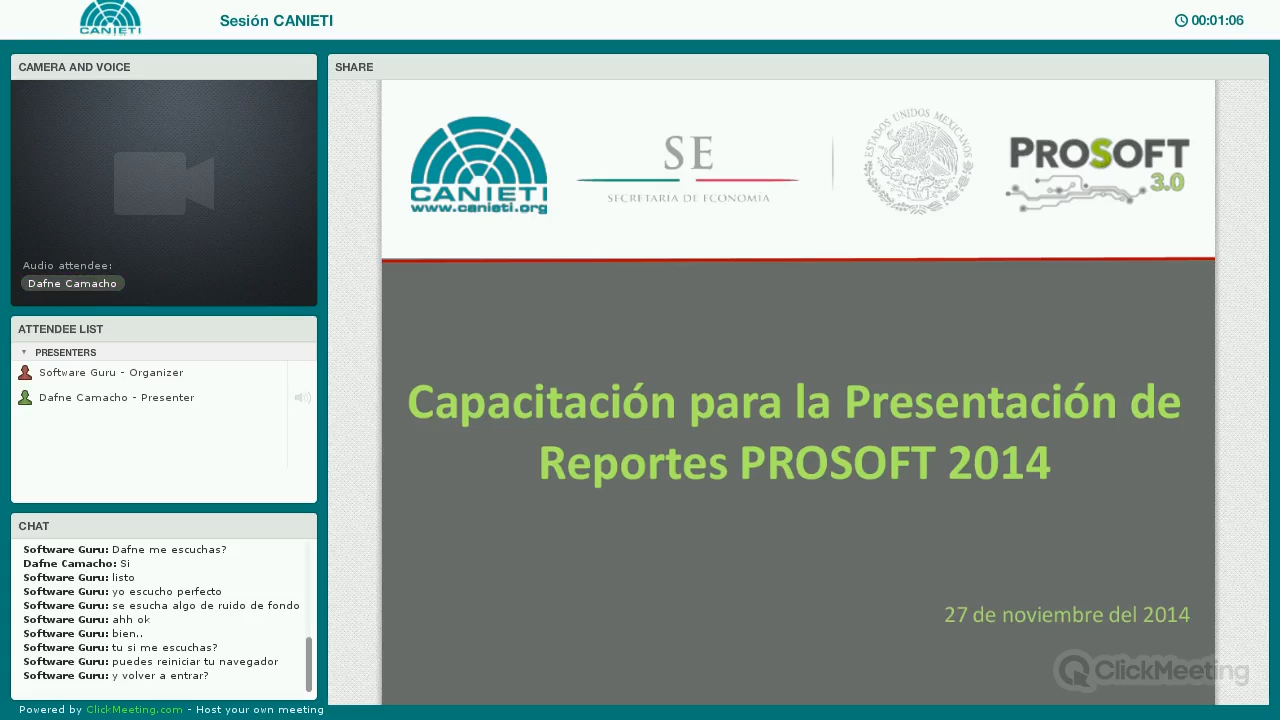 CANIETI
Sesión CANIETI
00:01:06
CAMERA AND VOICE
Audio attendee:
Dafne Camacho
ATTENDEE LIST
PRESENTERS
Software Guru - Organizer
Dafne Camacho - Presenter
CHAT
Software Guru: Dafne me escuchas?
Dafne Camacho: Si
Software Guru: listo
Software Guru: yo escucho perfecto
Software Guru: se esucha algo de ruido de fondo
Software Guru: ahh ok
Software Guru: bien..
Software Guru: tu si me escuchas?
Software Guru: puedes reiniciar tu navegador
Software Guru: y volver a entrar?
Powered by ClickMeeting.com - Host your own meeting
SHARE
CANIETI
www.canieti.org
SE
SECRETARÍA DE ECONOMÍA
ESTADOS UNIDOS MEXICANOS
PROSOFT
3.0
Capacitación para la Presentación de
Reportes PROSOFT 2014
27 de noviembre del 2014
ClickMeeting